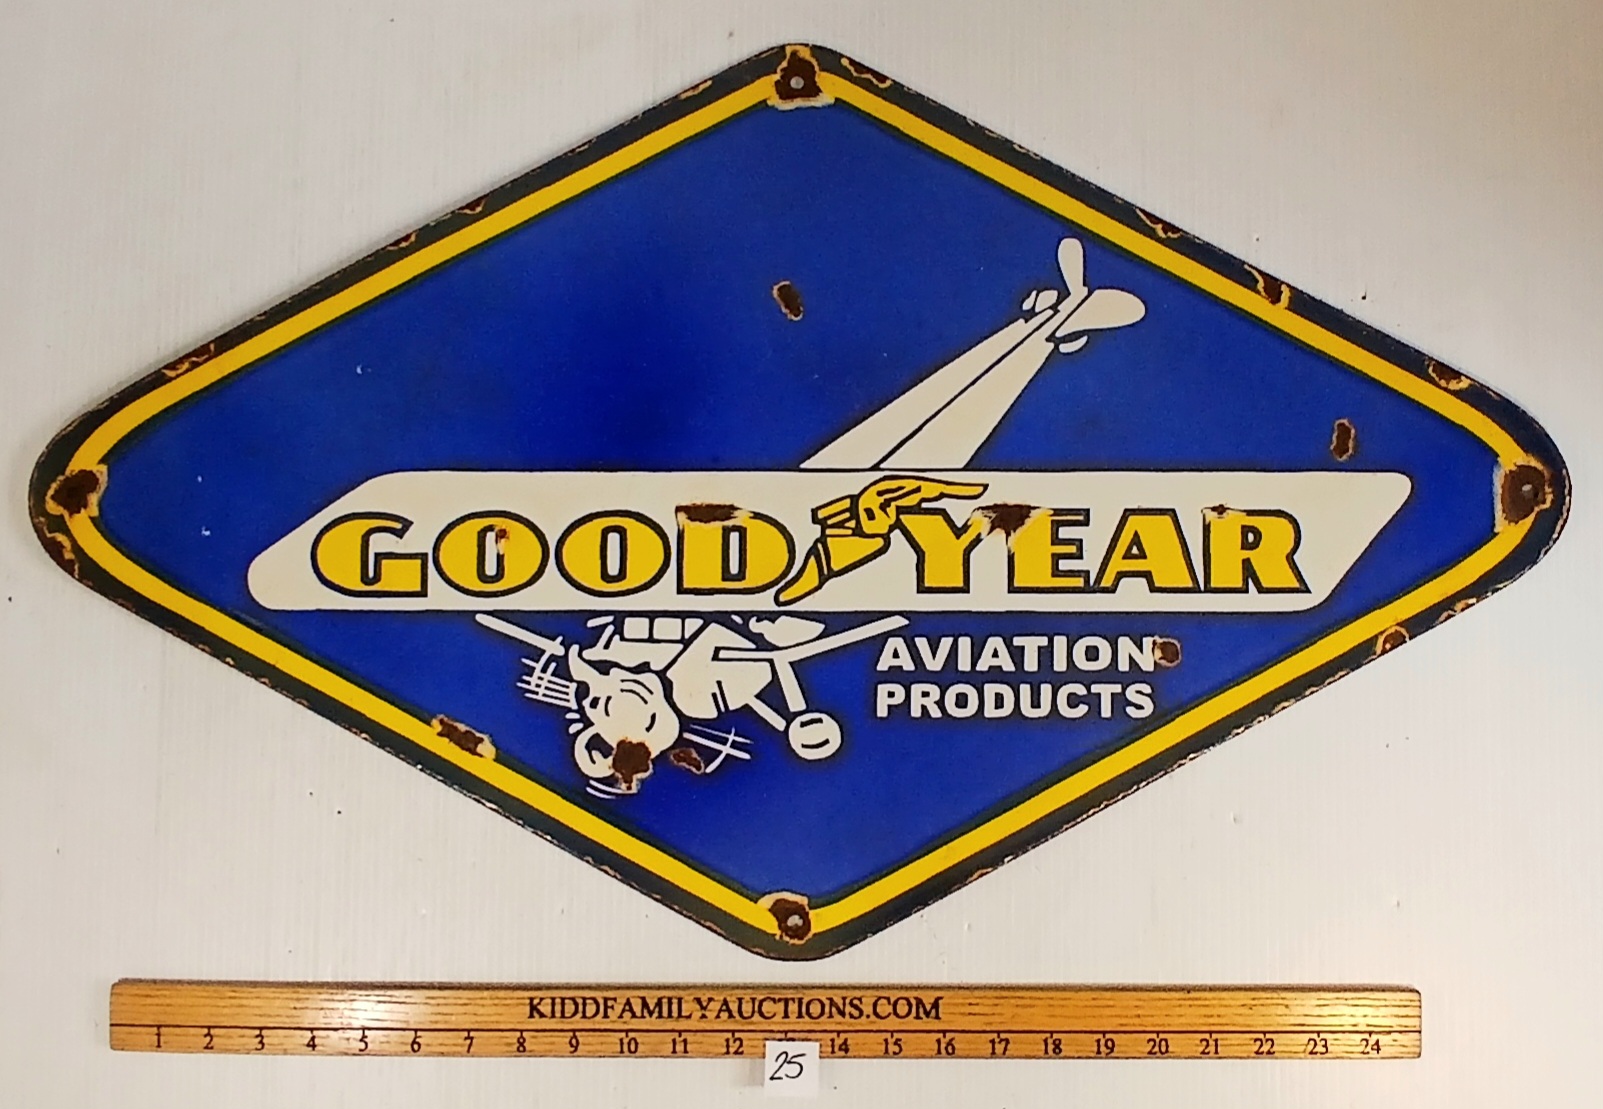 GOOD YEAR
AVIATION
PRODUCTS
KIDDFAMILYAUCTIONS.COM
1 2 3 4 5 6 7 8 9 10 11 12 14 15 16 17 18 19 20 21 22 23 24
25